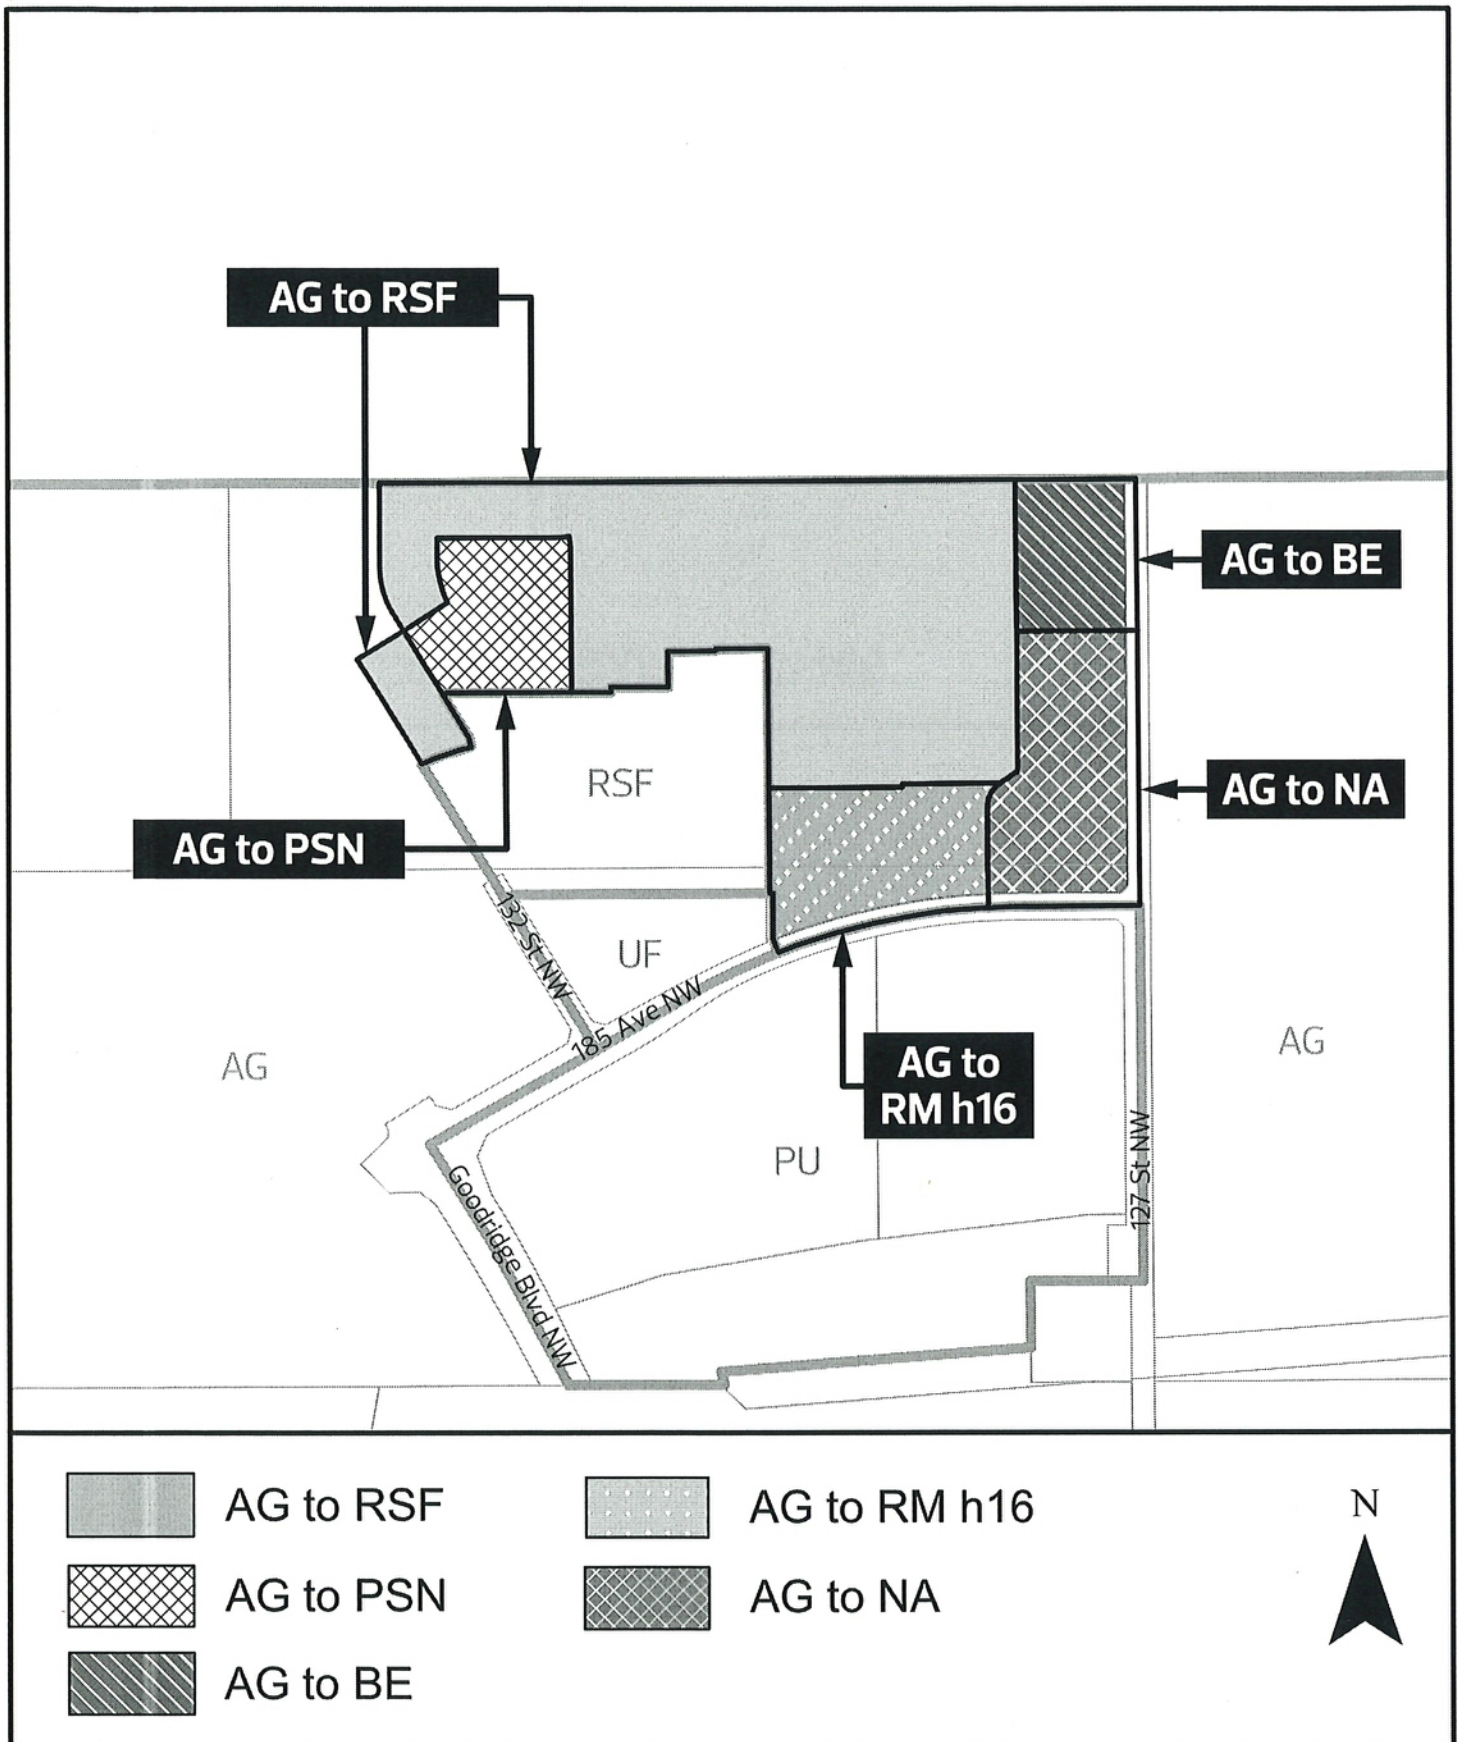 AG to RSF
AG to BE
AG to NA
RSF
AG to PSN
132 St NW
UF
185 Ave NW
AG
AG to
RM h16
AG
PU
127 St NW
Goodridge Blvd NW
AG to RSF
AG to PSN
AG to BE
AG to RM h16
AG to NA
N